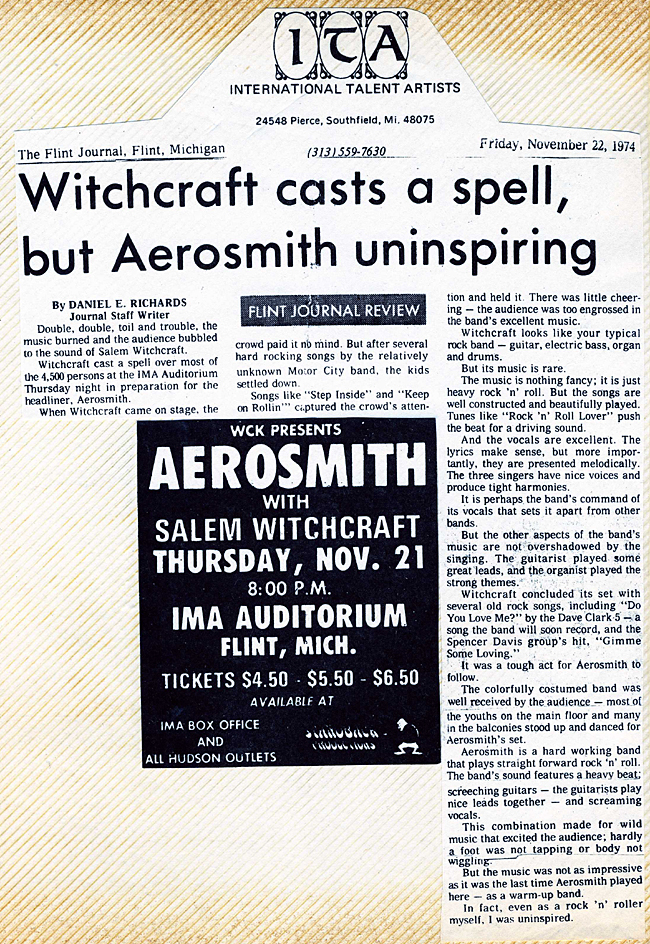 ITA
INTERNATIONAL TALENT ARTISTS
24548 Pierce, Southfield, Mi. 48075
(313) 559-7630
The Flint Journal, Flint, Michigan
Friday, November 22, 1974
Witchcraft casts a spell,
but Aerosmith uninspiring
By DANIEL E. RICHARDS
Journal Staff Writer
Double, double, toil and trouble, the
music burned and the audience bubbled
to the sound of Salem Witchcraft.
Witchcraft cast a spell over most of
the 4,500 persons at the IMA Auditorium
Thursday night in preparation for the
headliner, Aerosmith.
When Witchcraft came on stage, the
FLINT JOURNAL REVIEW
crowd paid it no mind. But after several
hard rocking songs by the relatively
unknown Motor City band, the kids
settled down.
Songs like "Step Inside" and "Keep
on Rollin'" captured the crowd's atten-
tion and held it. There was little cheer-
ing — the audience was too engrossed in
the band's excellent music.
Witchcraft looks like your typical
rock band — guitar, electric bass, organ
and drums.
But its music is rare.
The music is nothing fancy; it is just
heavy rock 'n' roll. But the songs are
well constructed and beautifully played.
Tunes like "Rock 'n' Roll Lover" push
the beat for a driving sound.
And the vocals are excellent. The
lyrics make sense, but more impor-
tantly, they are presented melodically.
The three singers have nice voices and
produce tight harmonies.
It is perhaps the band's command of
its vocals that sets it apart from other
bands.
But the other aspects of the band's
music are not overshadowed by the
singing. The guitarist played some
great leads, and the organist played the
strong themes.
Witchcraft concluded its set with
several old rock songs, including "Do
You Love Me?" by the Dave Clark 5 — a
song the band will soon record, and the
Spencer Davis group's hit, "Gimme
Some Loving."
It was a tough act for Aerosmith to
follow.
The colorfully costumed band was
well received by the audience — most of
the youths on the main floor and many
in the balconies stood up and danced for
Aerosmith's set.
Aerosmith is a hard working band
that plays straight forward rock 'n' roll.
The band's sound features a heavy beat;
screeching guitars — the guitarists play
nice leads together — and screaming
vocals.
This combination made for wild
music that excited the audience; hardly
a foot was not tapping or body not
wiggling.
But the music was not as impressive
as it was the last time Aerosmith played
here — as a warm-up band.
In fact, even as a rock 'n' roller
myself, I was uninspired.
WCK PRESENTS
AEROSMITH
WITH
SALEM WITCHCRAFT
THURSDAY, NOV. 21
8:00 P.M.
IMA AUDITORIUM
FLINT, MICH.
TICKETS $4.50 - $5.50 - $6.50
AVAILABLE AT
IMA BOX OFFICE
AND
ALL HUDSON OUTLETS
PRODUCTIONS